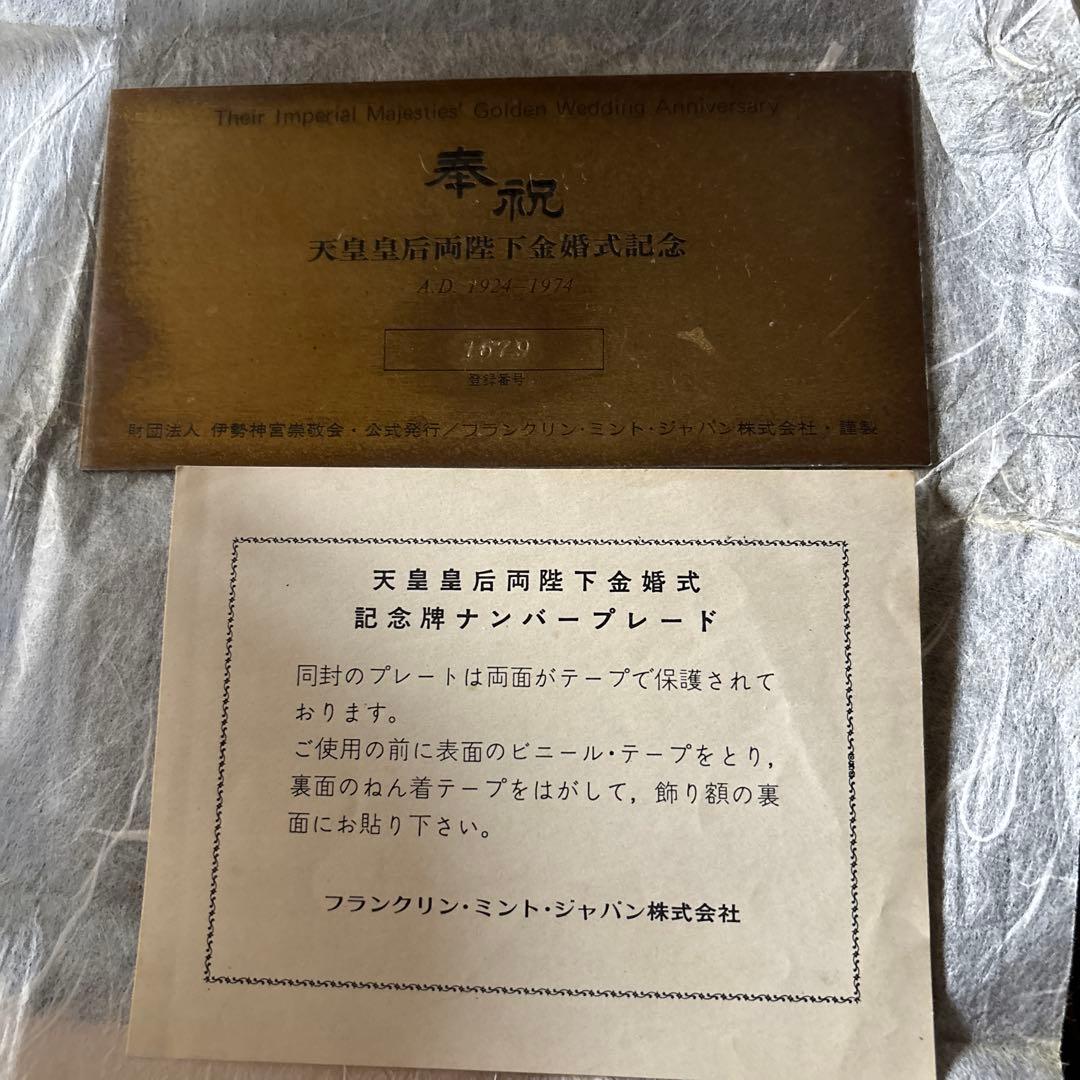 Their Imperial Majesties' Golden Wedding Anniversary
奉祝
天皇皇后両陛下金婚式記念
A.D. 1924–1974
1679
登録番号
財団法人 伊勢神宮崇敬会・公式発行/フランクリン・ミント・ジャパン株式会社・謹製
天皇皇后両陛下金婚式
記念牌ナンバープレード
同封のプレートは両面がテープで保護されて
おります。
ご使用の前に表面のビニール・テープをとり,
裏面のねん着テープをはがして, 飾り額の裏
面にお貼り下さい。
フランクリン・ミント・ジャパン株式会社